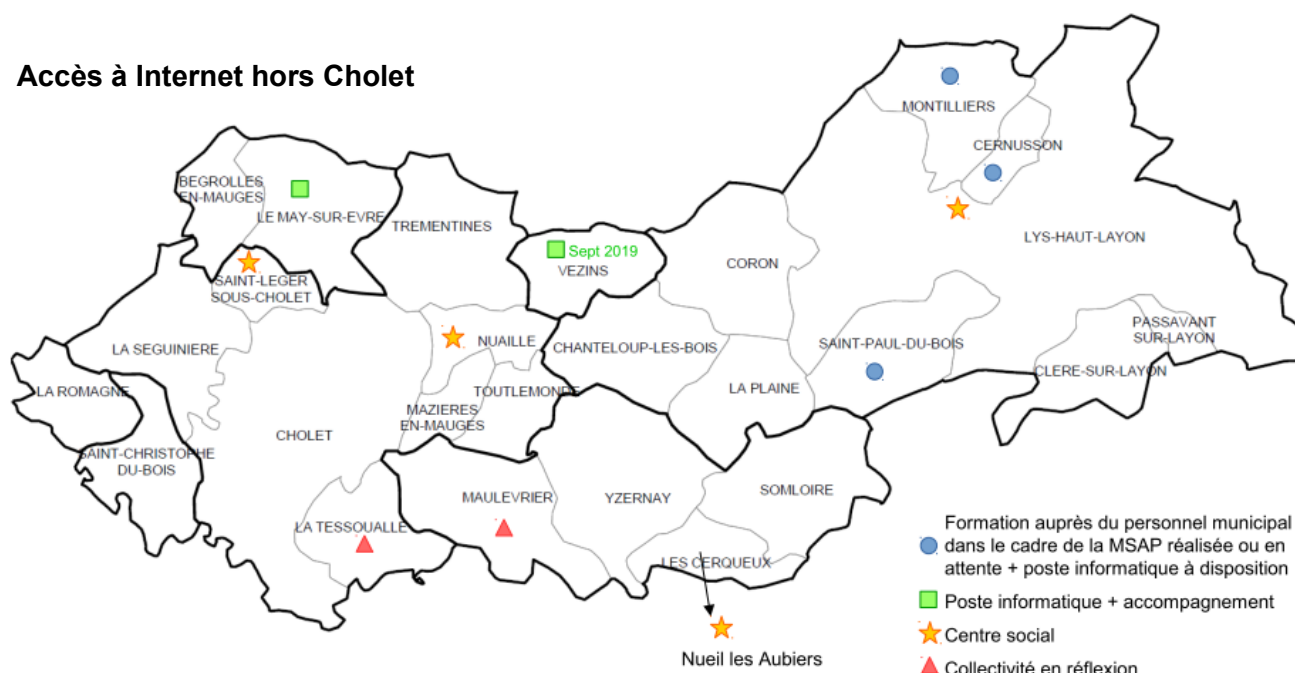 Accès à Internet hors Cholet
MONTILLIERS
CERNUSSON
BEGROLLES
EN-MAUGES
LE MAY-SUR-EVRE
TREMENTINES
Sept 2019
VEZINS
CORON
LYS-HAUT-LAYON
SAINT-LEGER
SOUS-CHOLET
LA SEGUINIERE
NUAILLE
CHANTELOUP-LES-BOIS
SAINT-PAUL-DU-BOIS
PASSAVANT
SUR-LAYON
CLERE-SUR-LAYON
LA ROMAGNE
TOUTLEMONDE
LA PLAINE
MAZIERES
EN-MAUGES
CHOLET
SAINT-CHRISTOPHE
DU-BOIS
MAULEVRIER
YZERNAY
SOMLOIRE
LA TESSOUALLE
LES CERQUEUX
Nueil les Aubiers
Formation auprès du personnel municipal
dans le cadre de la MSAP réalisée ou en
attente + poste informatique à disposition
Poste informatique + accompagnement
Centre social
Collectivité en réflexion